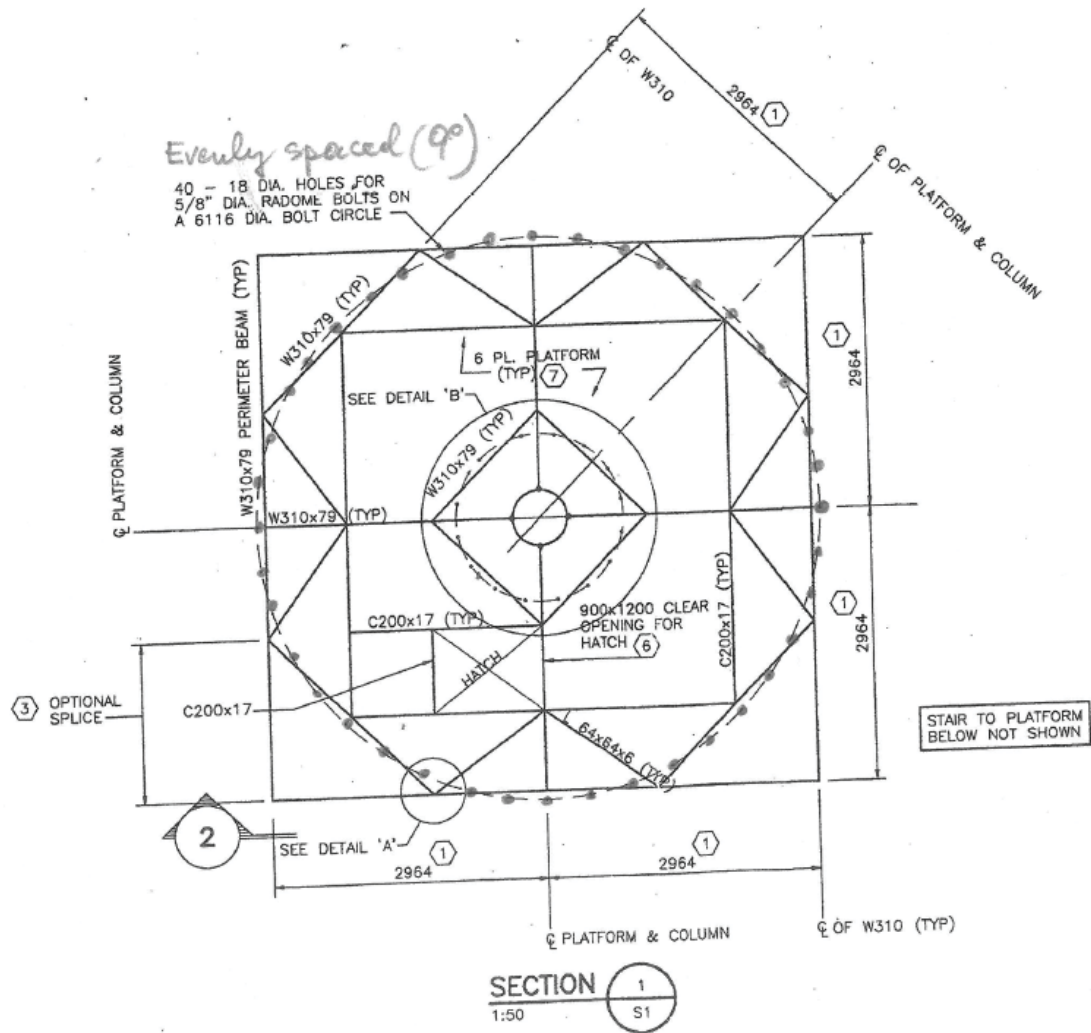 ℄ OF W310
2964 1
℄ OF PLATFORM & COLUMN
Evenly spaced (9°)
40 - 18 DIA. HOLES FOR
5/8" DIA. RADOME BOLTS ON
A 6116 DIA. BOLT CIRCLE
W310x79 PERIMETER BEAM (TYP)
W310x79 (TYP)
6 PL. PLATFORM
(TYP) 7
SEE DETAIL 'B'
W310x79 (TYP)
1
2964
℄ PLATFORM & COLUMN
W310x79 (TYP)
C200x17 (TYP)
900x1200 CLEAR
OPENING FOR
HATCH 6
C200x17 (TYP)
1
2964
HATCH
3 OPTIONAL
SPLICE
C200x17
64x64x6 (TYP)
STAIR TO PLATFORM
BELOW NOT SHOWN
2
SEE DETAIL 'A'
2964 1
2964 1
℄ PLATFORM & COLUMN
℄ OF W310 (TYP)
SECTION
1:50
1
S1